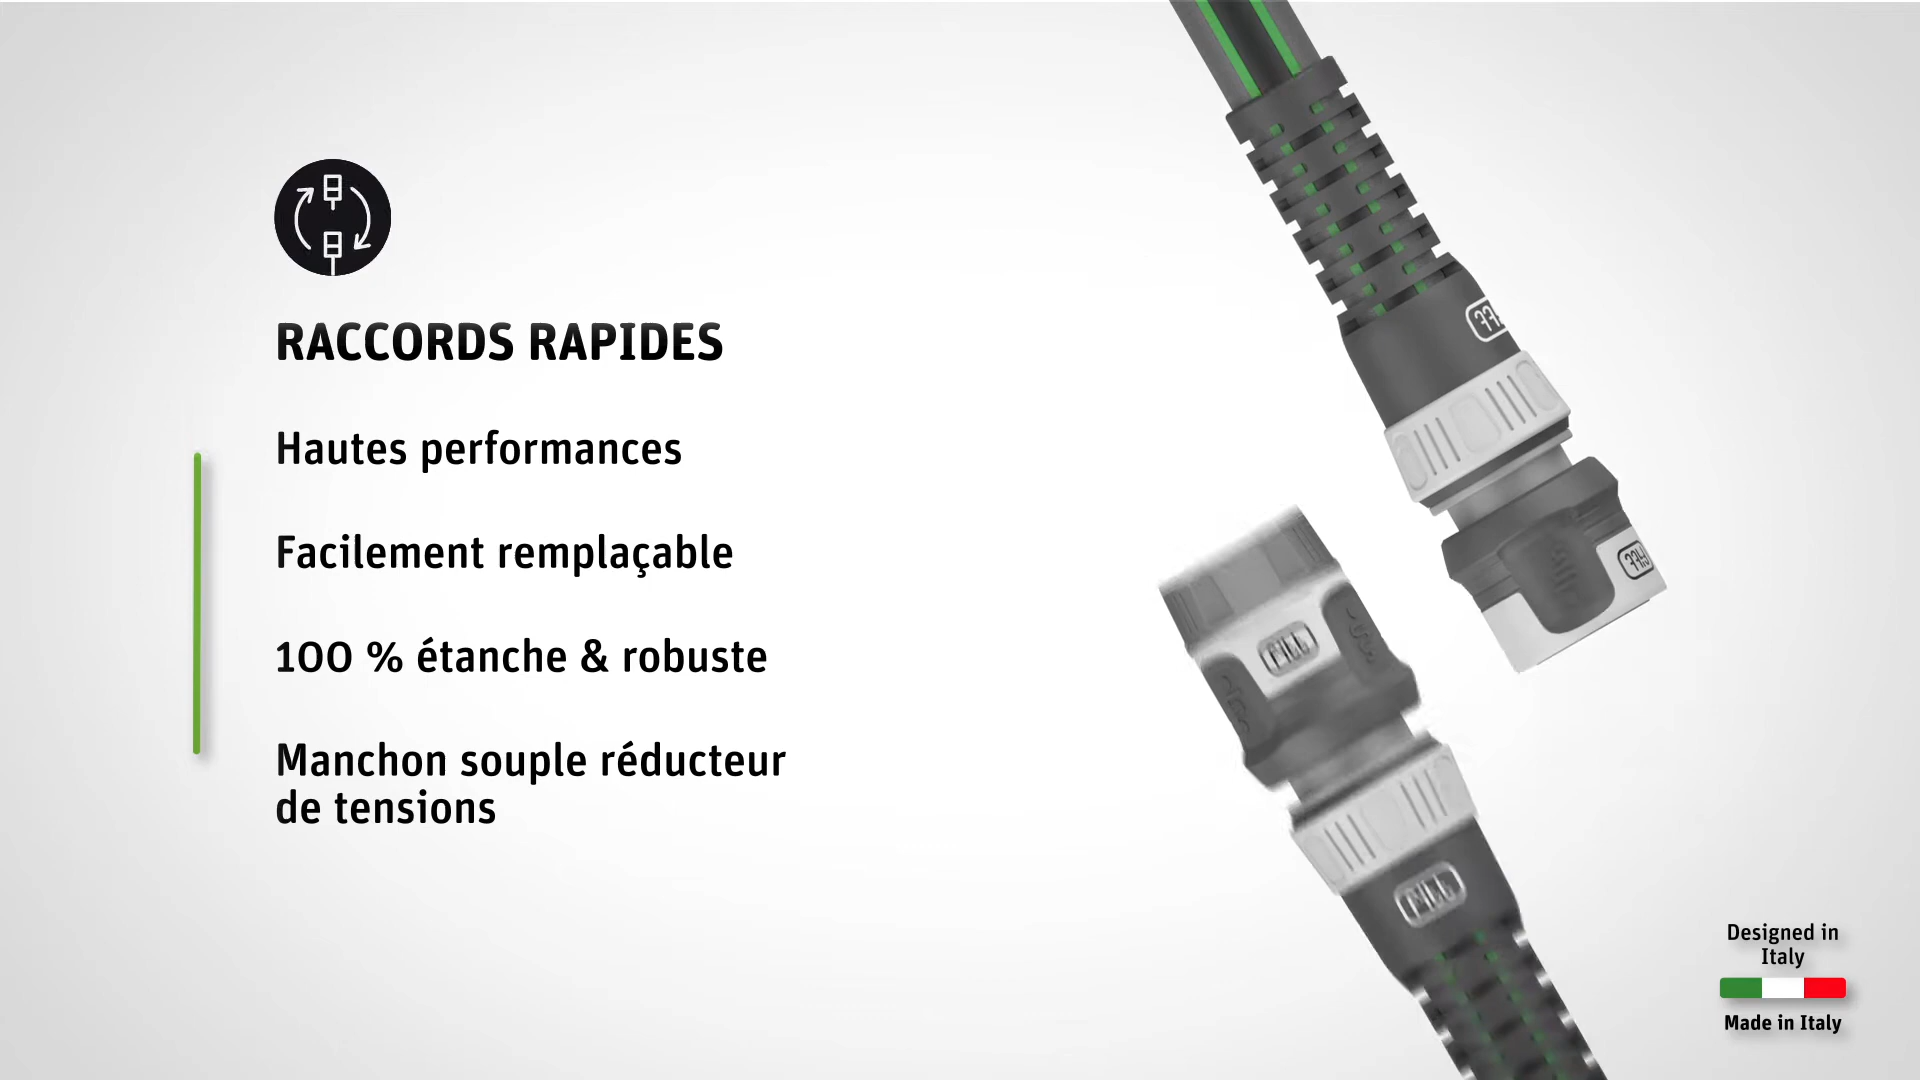 RACCORDS RAPIDES
Hautes performances
Facilement remplaçable
100 % étanche & robuste
Manchon souple réducteur
de tensions
Designed in
Italy
Made in Italy